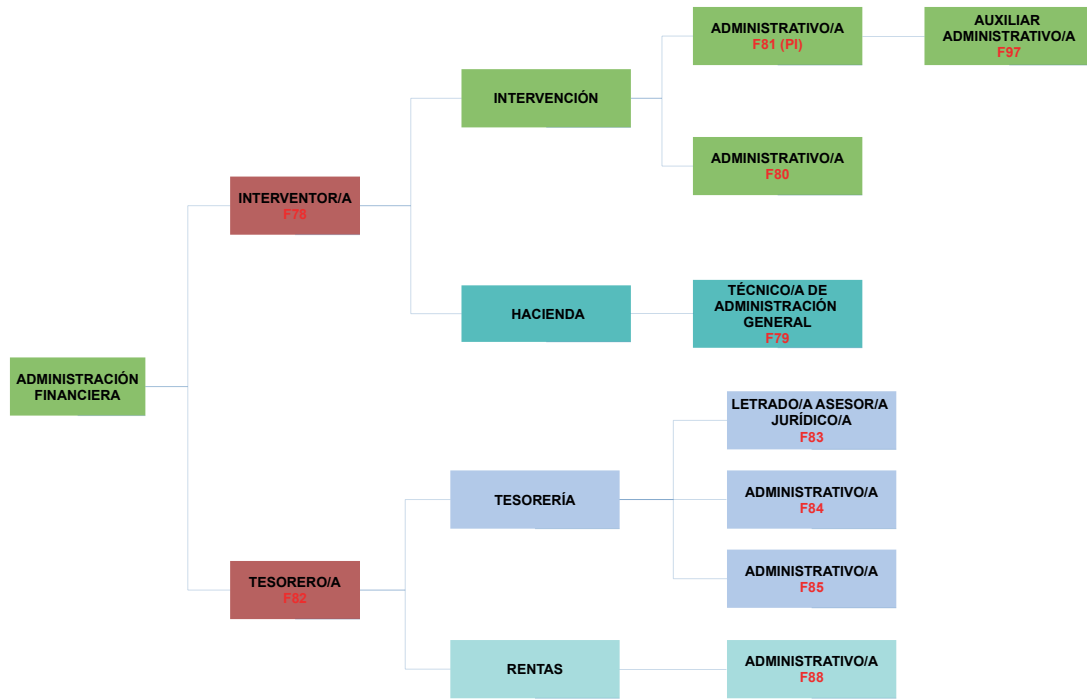 ADMINISTRATIVO/A
F81 (PI)
AUXILIAR
ADMINISTRATIVO/A
F97
INTERVENCIÓN
ADMINISTRATIVO/A
F80
INTERVENTOR/A
F78
HACIENDA
TÉCNICO/A DE
ADMINISTRACIÓN
GENERAL
F79
ADMINISTRACIÓN
FINANCIERA
LETRADO/A ASESOR/A
JURÍDICO/A
F83
TESORERÍA
ADMINISTRATIVO/A
F84
TESORERO/A
F82
ADMINISTRATIVO/A
F85
RENTAS
ADMINISTRATIVO/A
F88